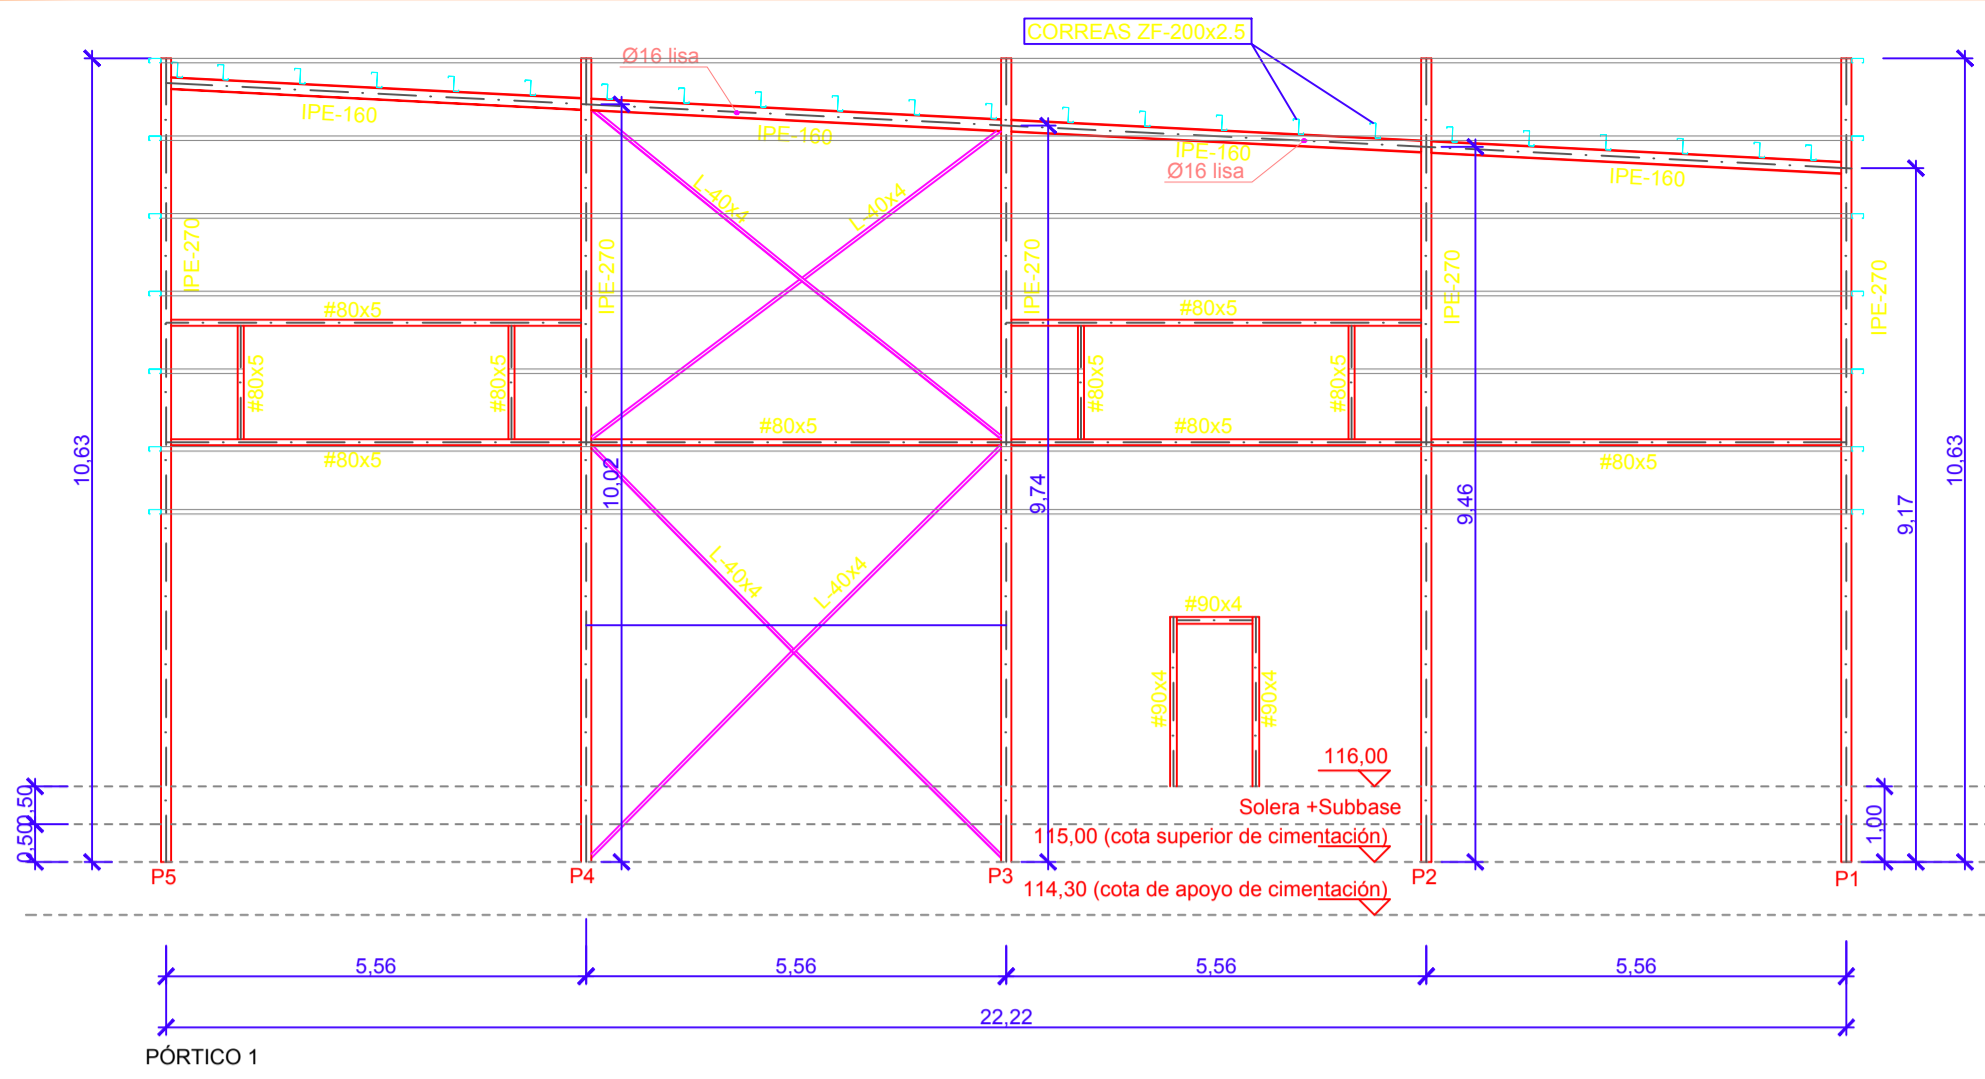 CORREAS ZF-200x2.5
Ø16 lisa
IPE-160
IPE-160
IPE-160
Ø16 lisa
IPE-160
L-40x4
L-40x4
IPE-270
IPE-270
IPE-270
IPE-270
IPE-270
#80x5
#80x5
#80x5
#80x5
#80x5
#80x5
#80x5
#80x5
#80x5
#80x5
10,63
10,02
9,74
9,46
9,17
10,63
L-40x4
L-40x4
#90x4
#90x4
#90x4
116,00
0,50
0,50
1,00
Solera +Subbase
115,00 (cota superior de cimentación)
P5
P4
P3
P2
P1
114,30 (cota de apoyo de cimentación)
5,56
5,56
5,56
5,56
22,22
PÓRTICO 1